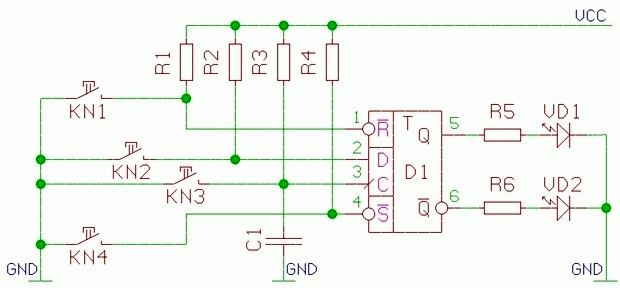 VCC
R1 R2 R3 R4
KN1
1 R̅ T Q 5 R5 VD1
KN2 2 D
KN3 3 C D1
4 S̅ Q̅ 6 R6 VD2
KN4 C1
GND GND GND